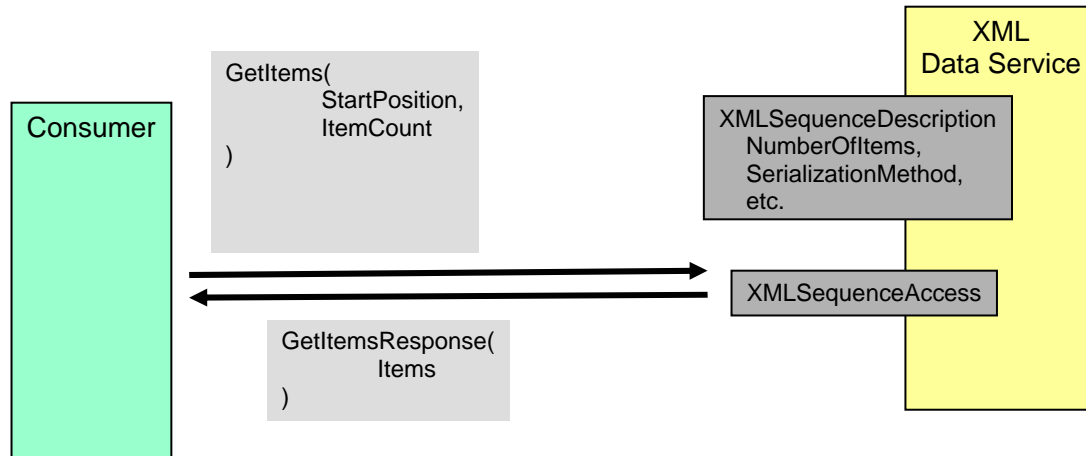 XML
Data Service
GetItems(
StartPosition,
ItemCount
)
Consumer
XMLSequenceDescription
NumberOfItems,
SerializationMethod,
etc.
XMLSequenceAccess
GetItemsResponse(
Items
)